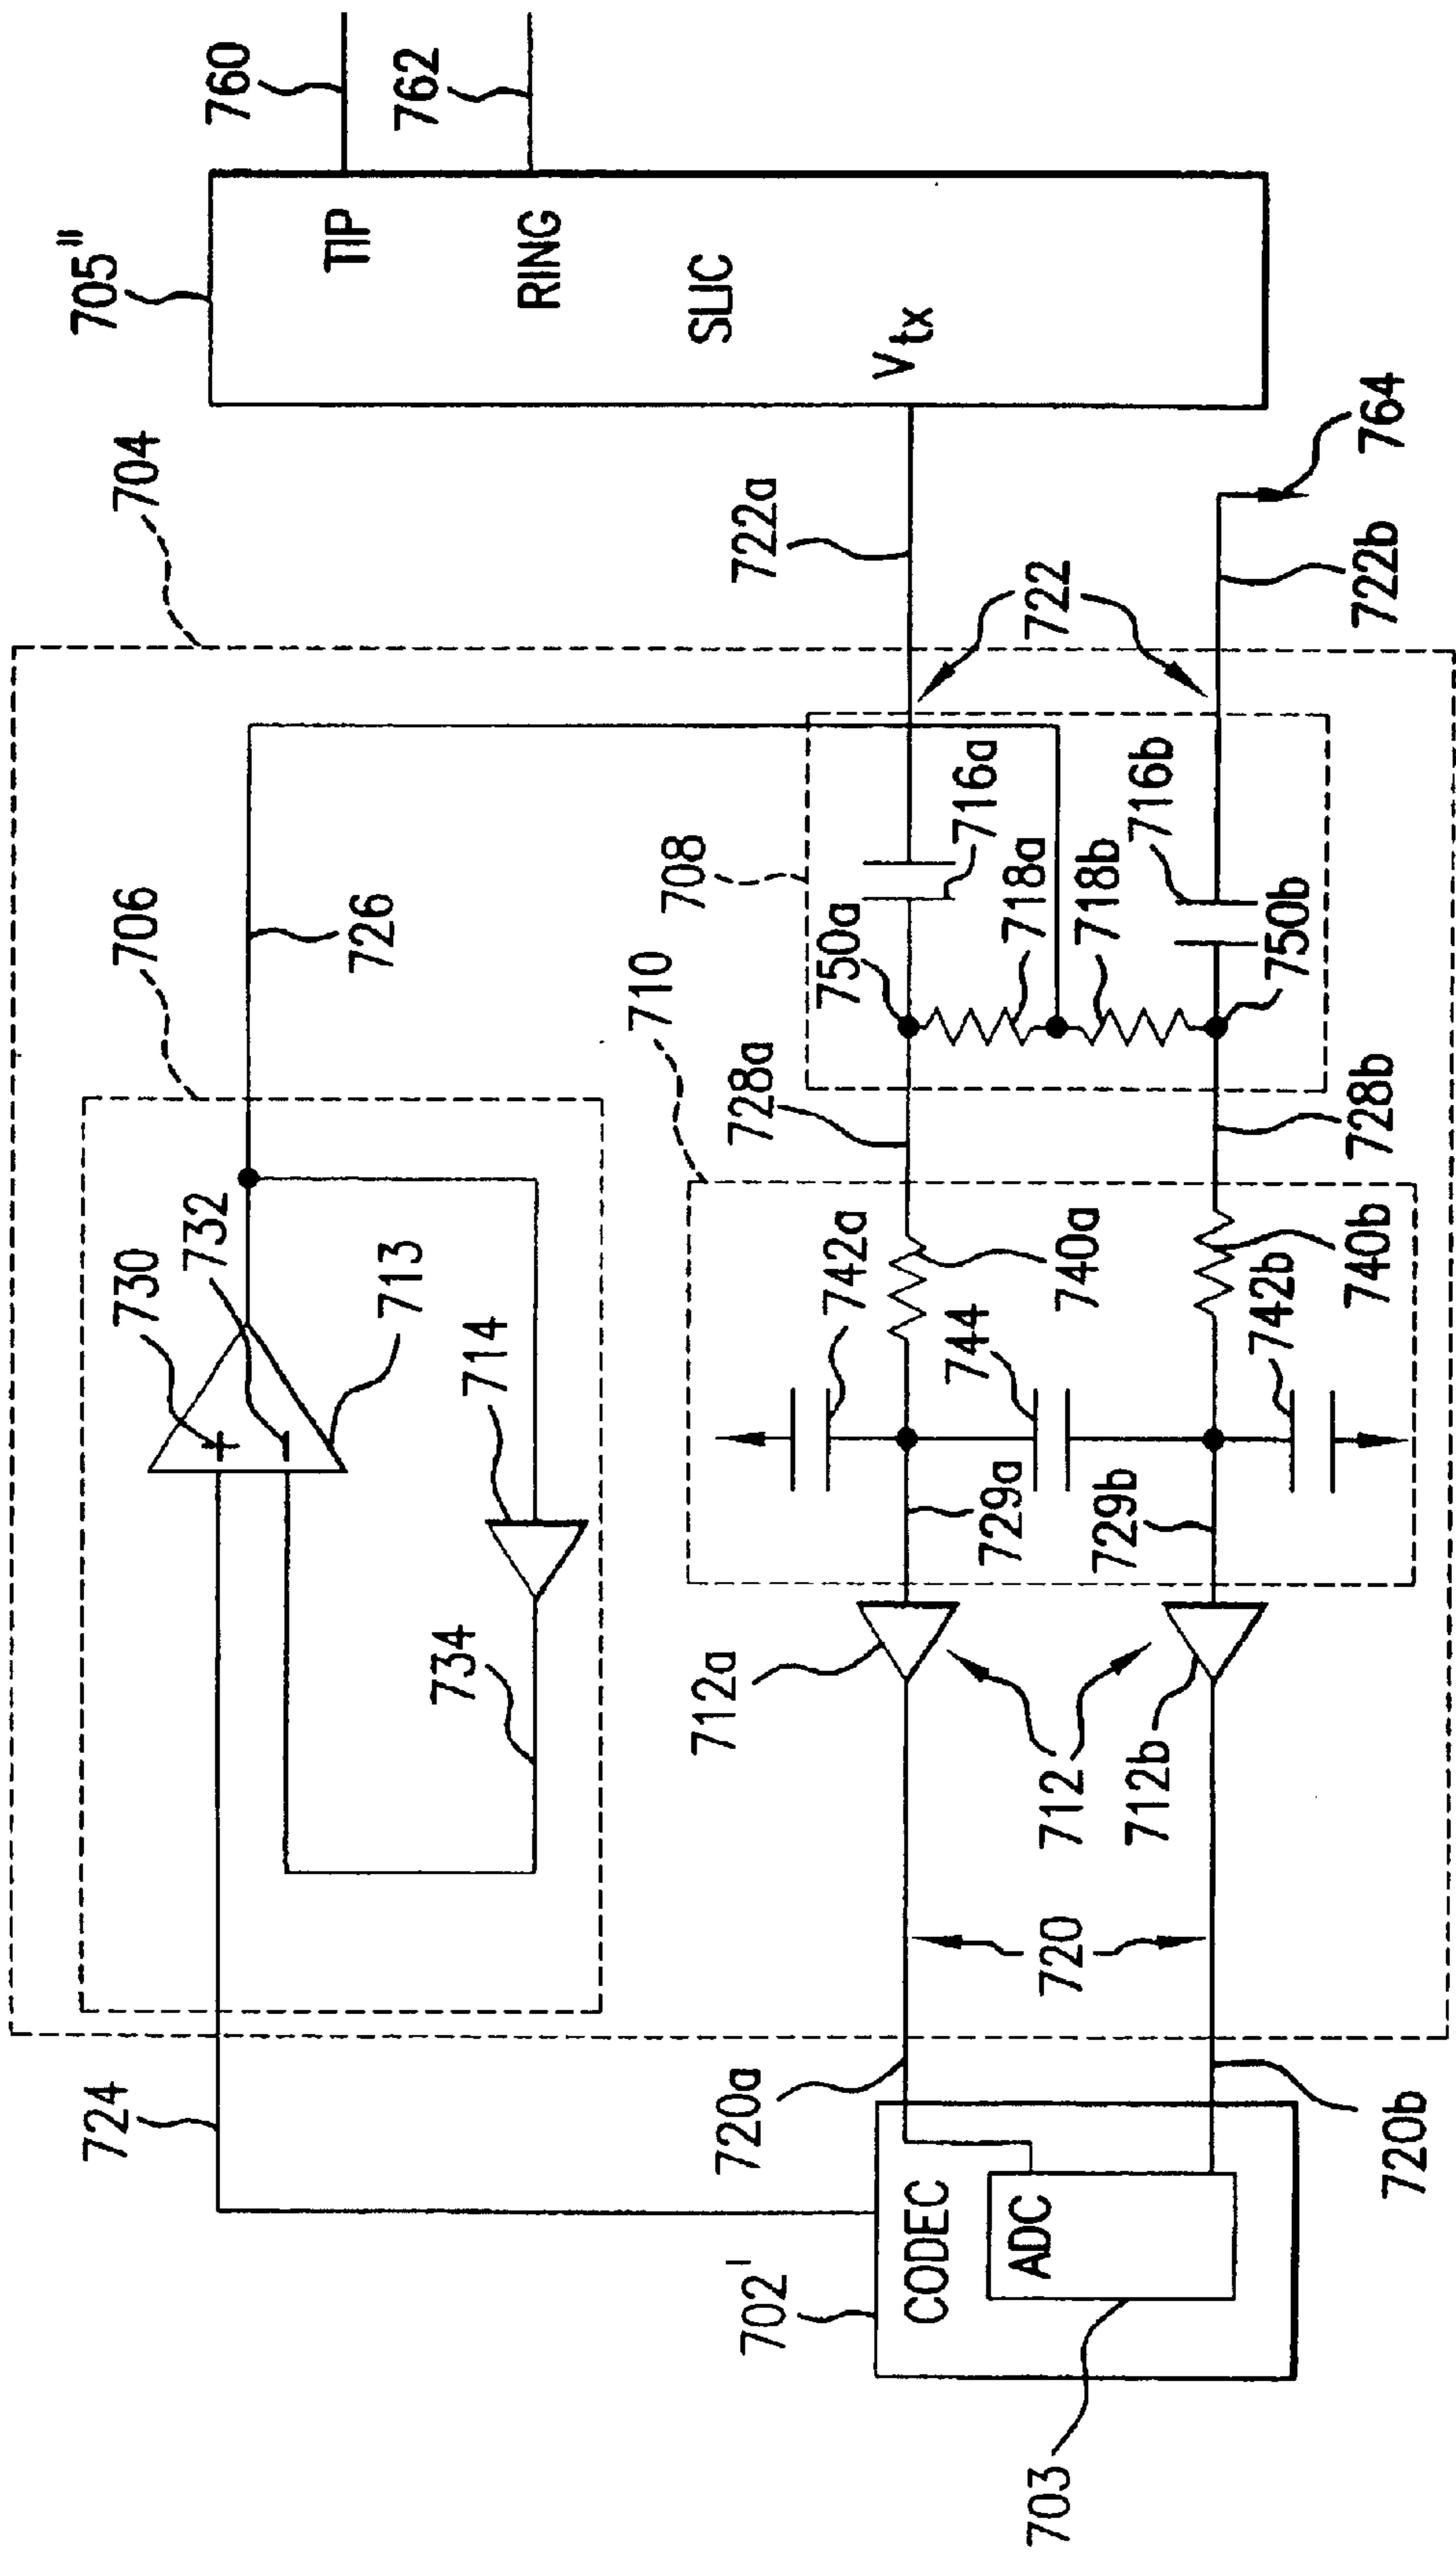 760
762
705"
TIP
RING
SLIC
Vtx
704
722a
764
722b
722
726
706
708
716a
716b
718a
718b
750a
750b
710
728a
728b
730
732
713
714
742a
740a
744
742b
740b
729a
729b
734
712a
712
712b
720
724
720a
720b
702'
CODEC
ADC
703
+
−